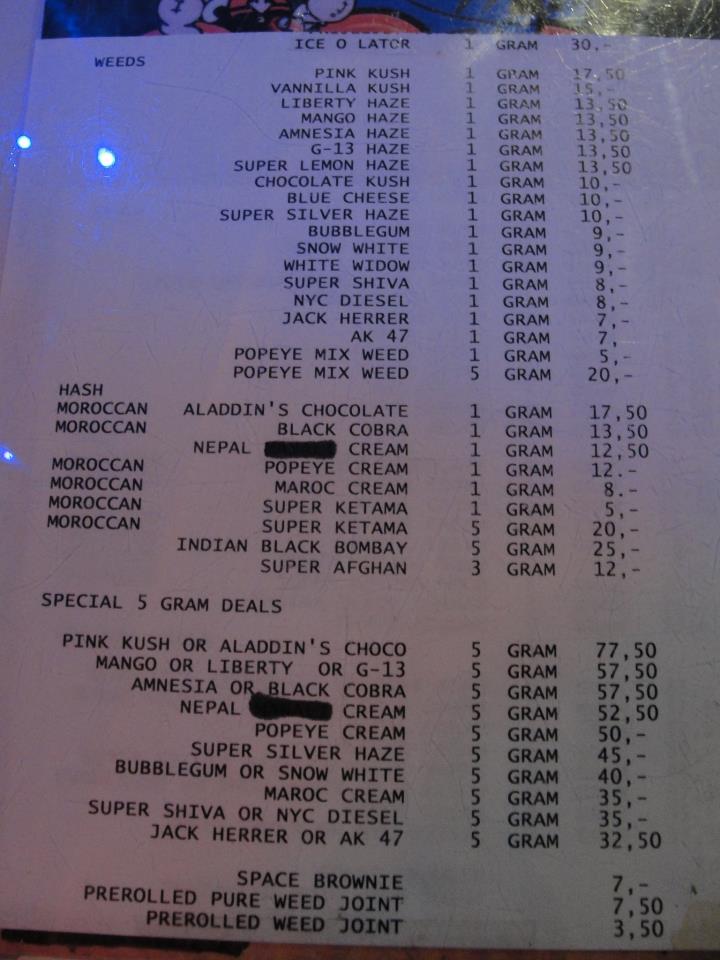 ICE O LATOR 1 GRAM 30,-
WEEDS
PINK KUSH 1 GRAM 17,50
VANNILLA KUSH 1 GRAM 15,-
LIBERTY HAZE 1 GRAM 13,50
MANGO HAZE 1 GRAM 13,50
AMNESIA HAZE 1 GRAM 13,50
G-13 HAZE 1 GRAM 13,50
SUPER LEMON HAZE 1 GRAM 13,50
CHOCOLATE KUSH 1 GRAM 10,-
BLUE CHEESE 1 GRAM 10,-
SUPER SILVER HAZE 1 GRAM 10,-
BUBBLEGUM 1 GRAM 9,-
SNOW WHITE 1 GRAM 9,-
WHITE WIDOW 1 GRAM 9,-
SUPER SHIVA 1 GRAM 8,-
NYC DIESEL 1 GRAM 8,-
JACK HERRER 1 GRAM 7,-
AK 47 1 GRAM 7,
POPEYE MIX WEED 1 GRAM 5,-
POPEYE MIX WEED 5 GRAM 20,-
HASH
MOROCCAN ALADDIN'S CHOCOLATE 1 GRAM 17,50
MOROCCAN BLACK COBRA 1 GRAM 13,50
NEPAL CREAM 1 GRAM 12,50
MOROCCAN POPEYE CREAM 1 GRAM 12.-
MOROCCAN MAROC CREAM 1 GRAM 8.-
MOROCCAN SUPER KETAMA 1 GRAM 5,-
MOROCCAN SUPER KETAMA 5 GRAM 20,-
INDIAN BLACK BOMBAY 5 GRAM 25,-
SUPER AFGHAN 3 GRAM 12,-
SPECIAL 5 GRAM DEALS
PINK KUSH OR ALADDIN'S CHOCO 5 GRAM 77,50
MANGO OR LIBERTY OR G-13 5 GRAM 57,50
AMNESIA OR BLACK COBRA 5 GRAM 57,50
NEPAL CREAM 5 GRAM 52,50
POPEYE CREAM 5 GRAM 50,-
SUPER SILVER HAZE 5 GRAM 45,-
BUBBLEGUM OR SNOW WHITE 5 GRAM 40,-
MAROC CREAM 5 GRAM 35,-
SUPER SHIVA OR NYC DIESEL 5 GRAM 35,-
JACK HERRER OR AK 47 5 GRAM 32,50
SPACE BROWNIE 7,-
PREROLLED PURE WEED JOINT 7,50
PREROLLED WEED JOINT 3,50